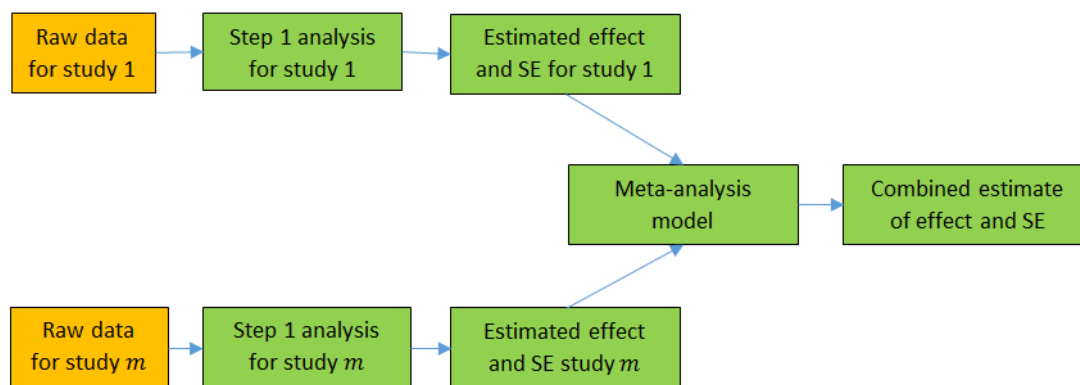 Raw data
for study 1
Step 1 analysis
for study 1
Estimated effect
and SE for study 1
Meta-analysis
model
Combined estimate
of effect and SE
Raw data
for study m
Step 1 analysis
for study m
Estimated effect
and SE study m